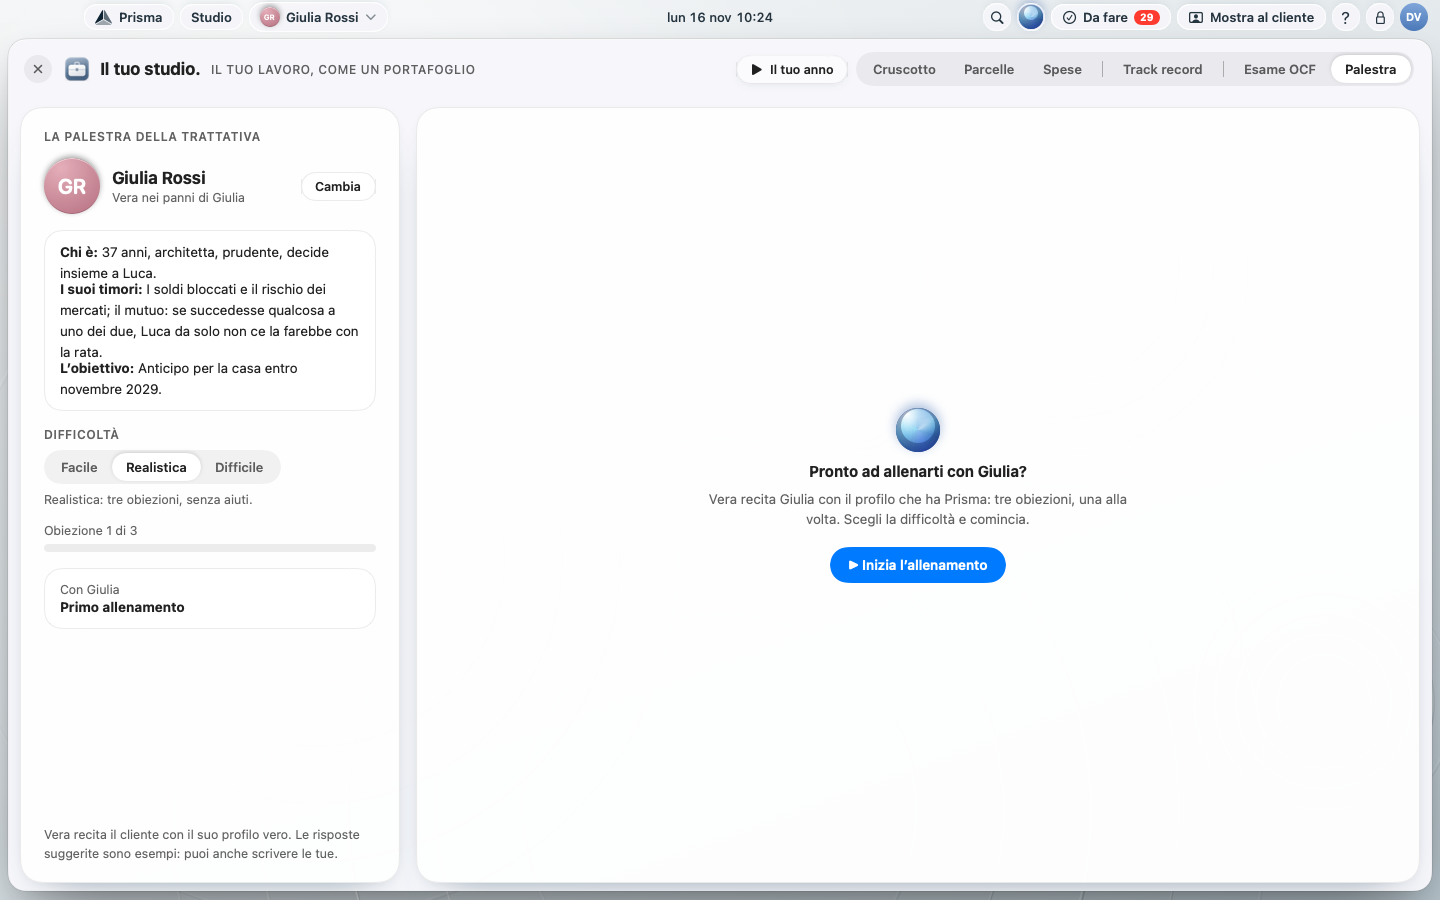 Prisma
Studio
GR Giulia Rossi
lun 16 nov 10:24
Da fare 29
Mostra al cliente
?
DV
Il tuo studio. IL TUO LAVORO, COME UN PORTAFOGLIO
Il tuo anno
Cruscotto
Parcelle
Spese
Track record
Esame OCF
Palestra
LA PALESTRA DELLA TRATTATIVA
GR
Giulia Rossi
Vera nei panni di Giulia
Cambia
Chi è: 37 anni, architetta, prudente, decide
insieme a Luca.
I suoi timori: I soldi bloccati e il rischio dei
mercati; il mutuo: se succedesse qualcosa a
uno dei due, Luca da solo non ce la farebbe con
la rata.
L’obiettivo: Anticipo per la casa entro
novembre 2029.
DIFFICOLTÀ
Facile
Realistica
Difficile
Realistica: tre obiezioni, senza aiuti.
Obiezione 1 di 3
Con Giulia
Primo allenamento
Vera recita il cliente con il suo profilo vero. Le risposte
suggerite sono esempi: puoi anche scrivere le tue.
Pronto ad allenarti con Giulia?
Vera recita Giulia con il profilo che ha Prisma: tre obiezioni, una alla
volta. Scegli la difficoltà e comincia.
Inizia l’allenamento